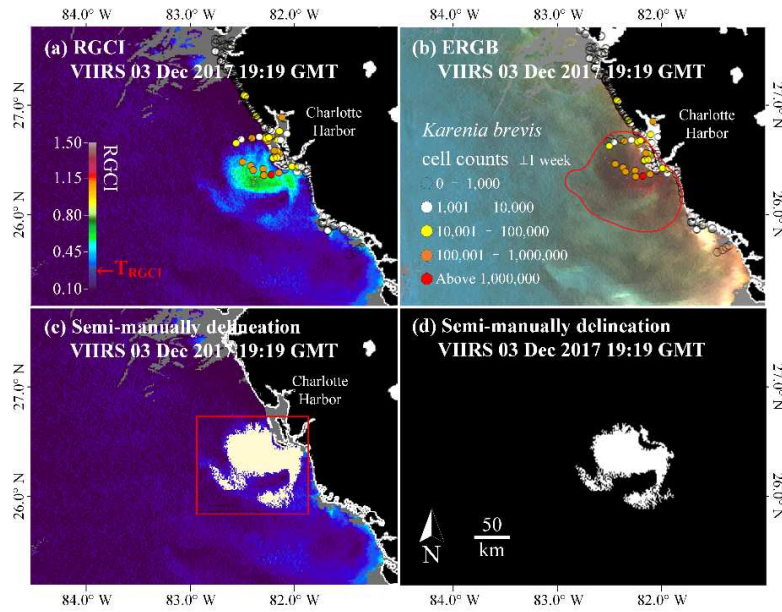 84.0° W 83.0° W 82.0° W 84.0° W 83.0° W 82.0° W
(a) RGCI
VIIRS 03 Dec 2017 19:19 GMT
27.0° N
Charlotte
Harbor
1.50
1.15
0.80
0.45
0.10
RGCI
←TRGCI
26.0° N
(b) ERGB
VIIRS 03 Dec 2017 19:19 GMT
27.0° N
Charlotte
Harbor
Karenia brevis
cell counts ⊥1 week
0 – 1,000
1,001 – 10,000
10,001 – 100,000
100,001 – 1,000,000
Above 1,000,000
26.0° N
(c) Semi-manually delineation
VIIRS 03 Dec 2017 19:19 GMT
27.0° N
Charlotte
Harbor
26.0° N
(d) Semi-manually delineation
VIIRS 03 Dec 2017 19:19 GMT
27.0° N
26.0° N
N
50
km
84.0° W 83.0° W 82.0° W 84.0° W 83.0° W 82.0° W